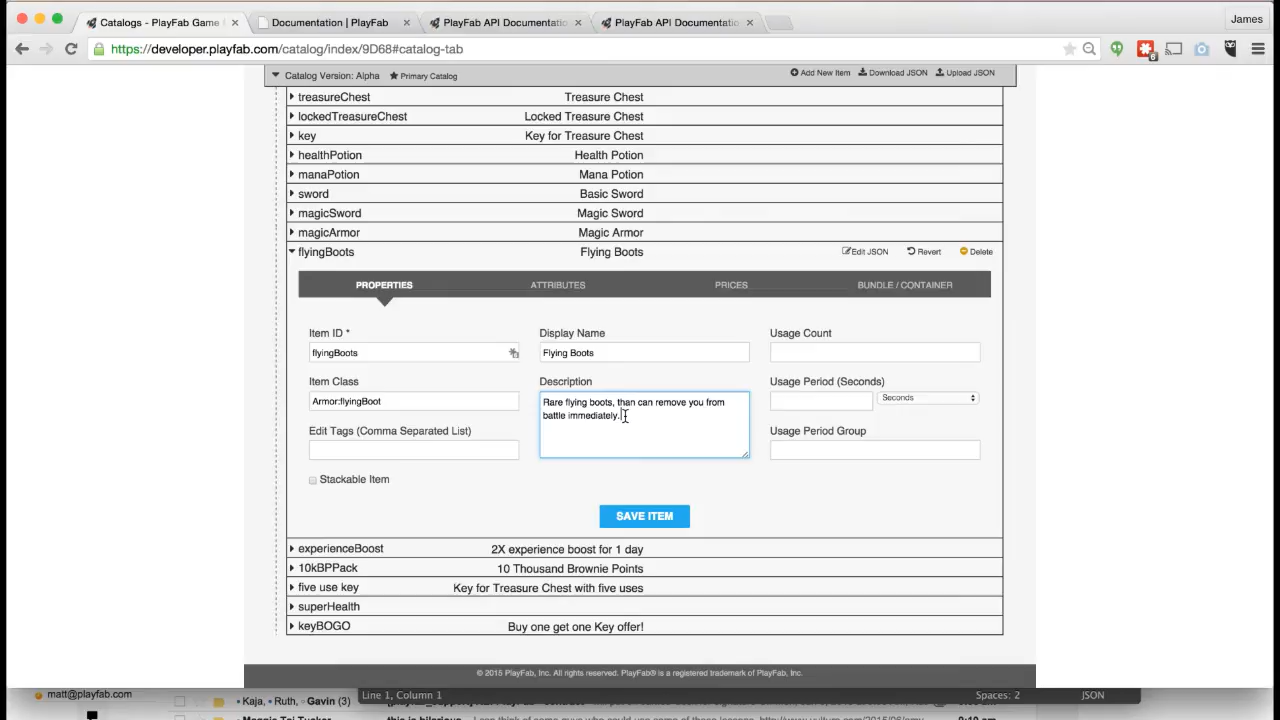 Catalogs - PlayFab Game
Documentation | PlayFab
PlayFab API Documentatio
PlayFab API Documentatio
James
https://developer.playfab.com/catalog/index/9D68#catalog-tab
Catalog Version: Alpha
Primary Catalog
Add New Item
Download JSON
Upload JSON
treasureChest Treasure Chest
lockedTreasureChest Locked Treasure Chest
key Key for Treasure Chest
healthPotion Health Potion
manaPotion Mana Potion
sword Basic Sword
magicSword Magic Sword
magicArmor Magic Armor
flyingBoots Flying Boots Edit JSON Revert Delete
PROPERTIES ATTRIBUTES PRICES BUNDLE / CONTAINER
Item ID * Display Name Usage Count
flyingBoots Flying Boots
Item Class Description Usage Period (Seconds)
Armor:flyingBoot
Rare flying boots, than can remove you from
battle immediately.
Seconds
Edit Tags (Comma Separated List) Usage Period Group
Stackable Item
SAVE ITEM
experienceBoost 2X experience boost for 1 day
10kBPPack 10 Thousand Brownie Points
five use key Key for Treasure Chest with five uses
superHealth
keyBOGO Buy one get one Key offer!
© 2015 PlayFab, Inc. All rights reserved. PlayFab® is a registered trademark of PlayFab, Inc.
matt@playfab.com
Kaja, Ruth, Gavin (3)
Line 1, Column 1 Spaces: 2 JSON